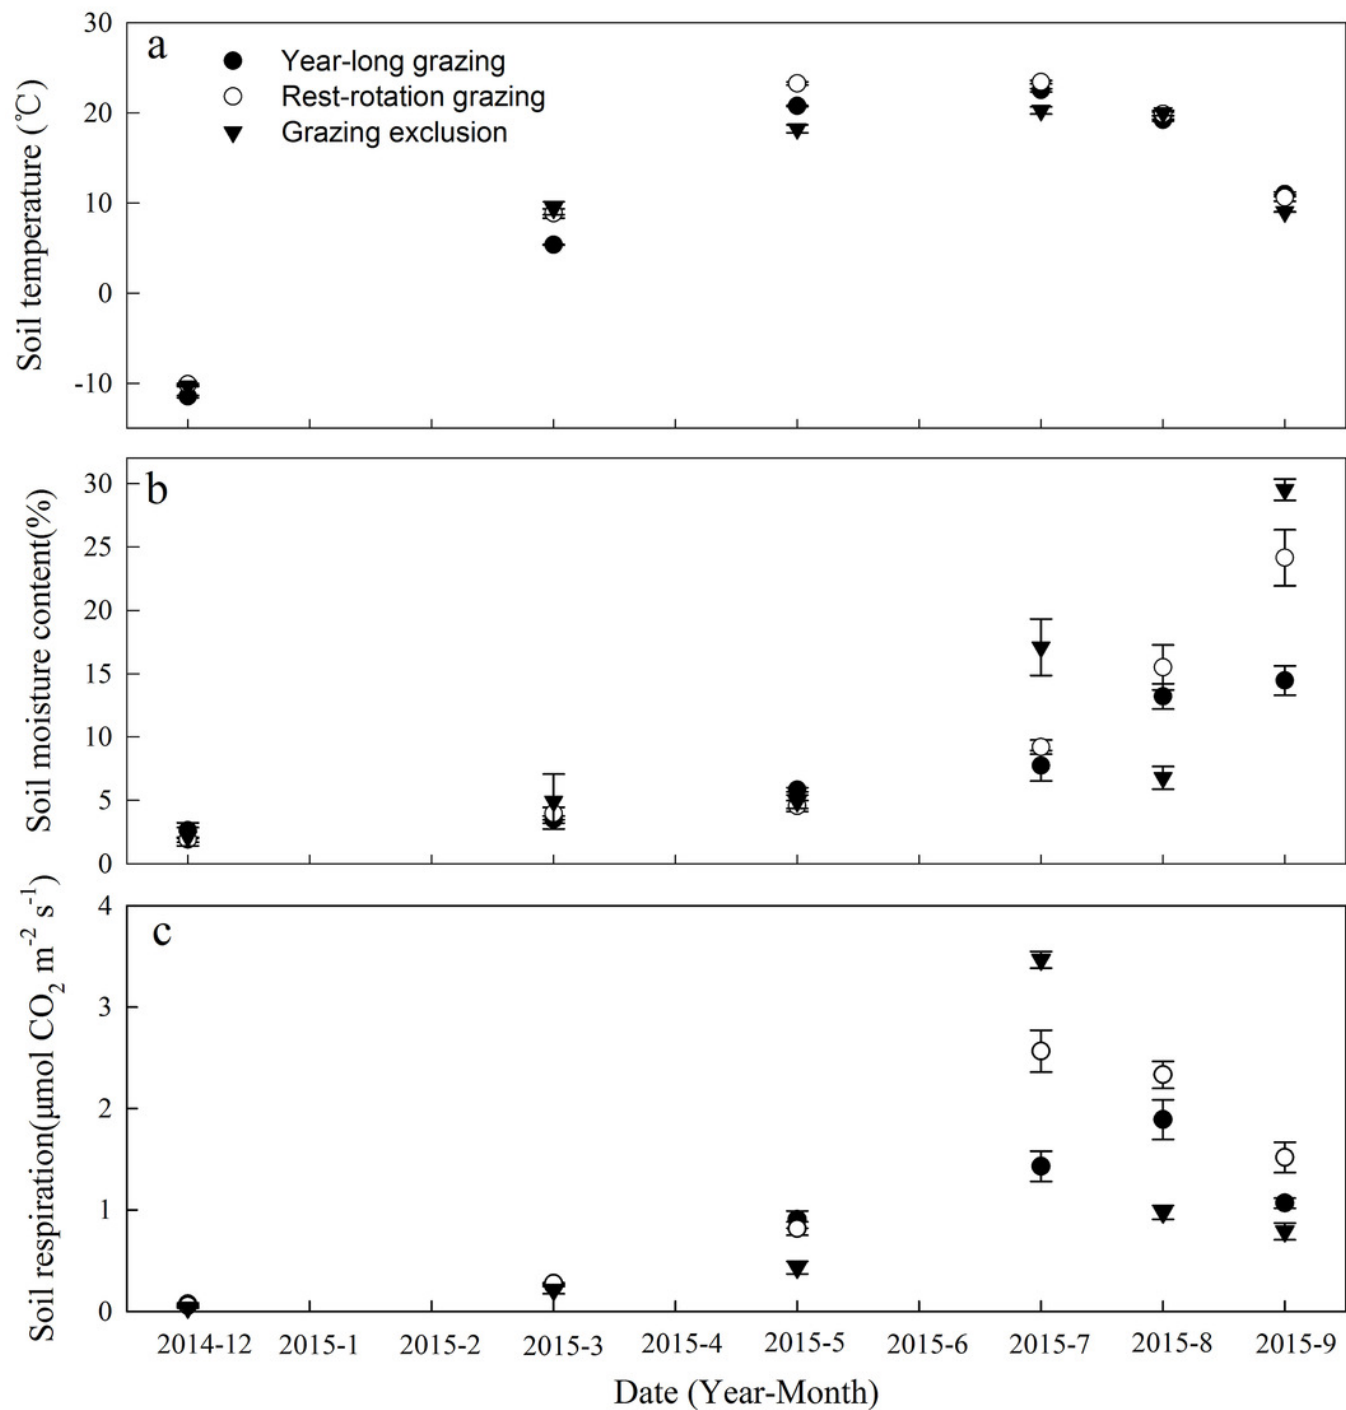 a
Year-long grazing
Rest-rotation grazing
Grazing exclusion
Soil temperature (℃)
30
20
10
0
-10
b
Soil moisture content(%)
30
25
20
15
10
5
0
c
Soil respiration(μmol CO₂ m⁻² s⁻¹)
4
3
2
1
0
2014-12 2015-1 2015-2 2015-3 2015-4 2015-5 2015-6 2015-7 2015-8 2015-9
Date (Year-Month)